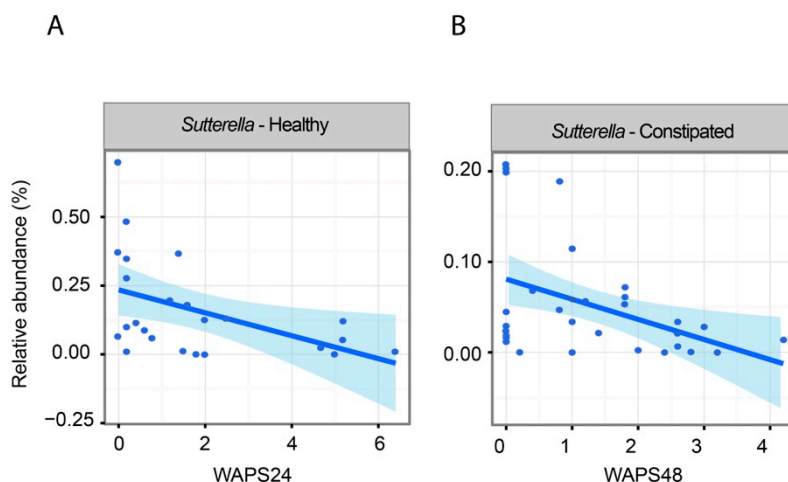 A
B
Sutterella - Healthy
Sutterella - Constipated
Relative abundance (%)
0.50
0.25
0.00
−0.25
0.20
0.10
0.00
0 2 4 6
0 1 2 3 4
WAPS24
WAPS48